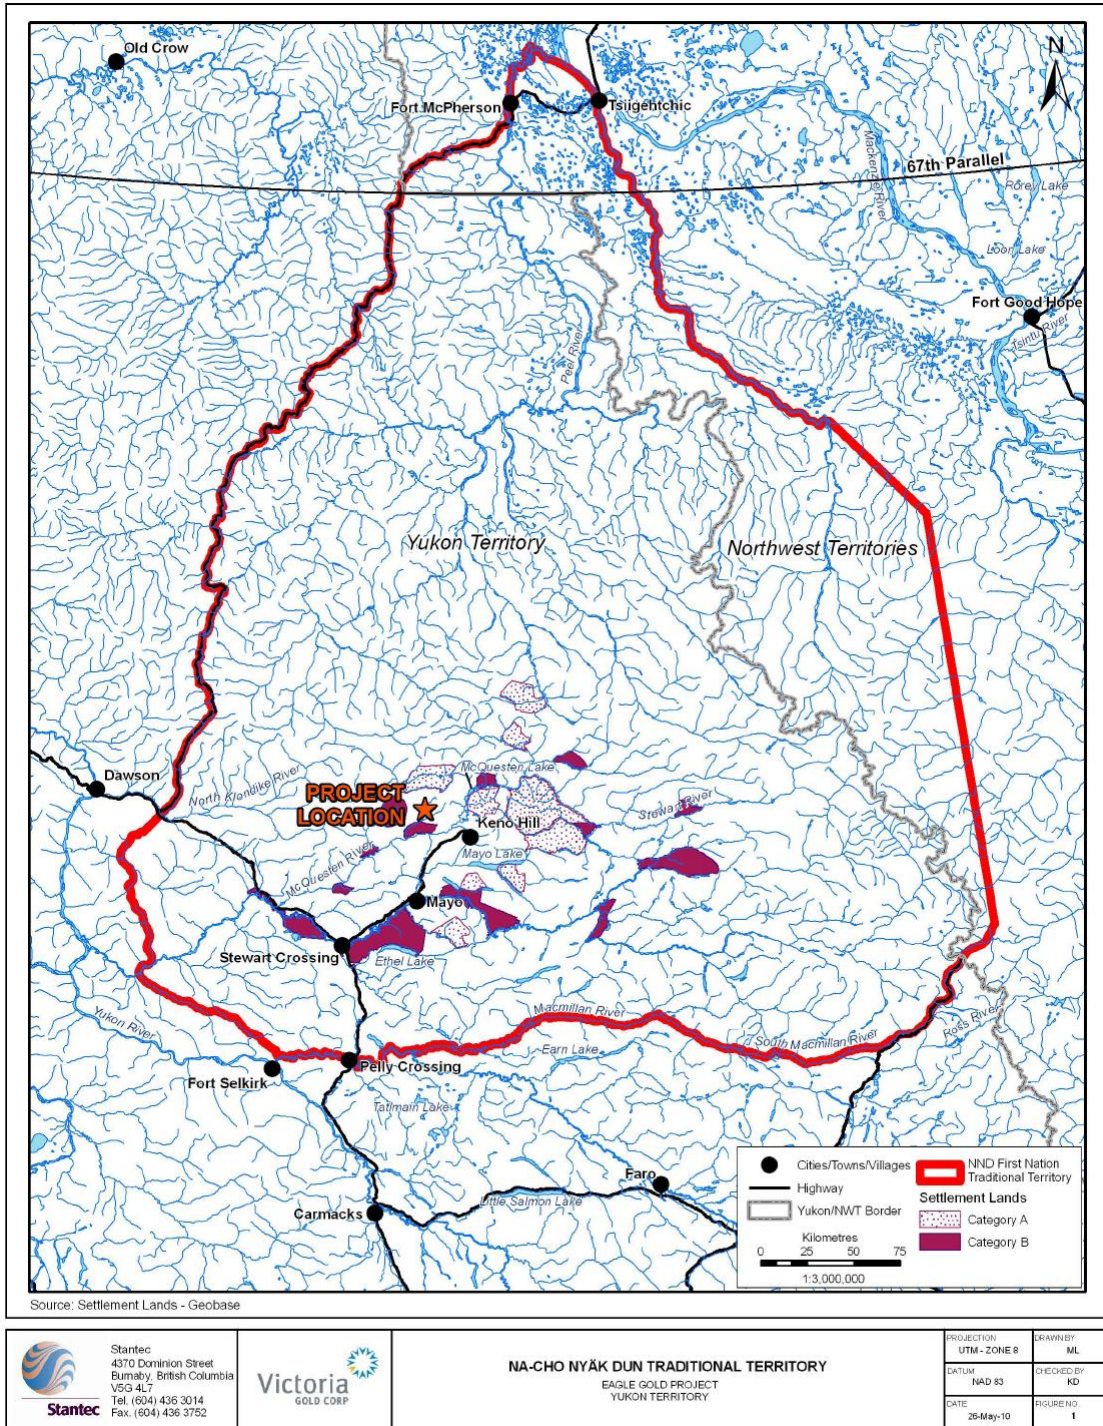 Old Crow
N
Fort McPherson
Tsiigentchic
Mackenzie River
67th Parallel
Rorey Lake
Loon Lake
Fort Good Hope
Tsintu River
Peel River
Yukon Territory
Northwest Territories
Dawson
North Klondike River
McQuesten Lake
PROJECT
LOCATION
Stewart River
Keno Hill
McQuesten River
Mayo Lake
Mayo
Stewart Crossing
Ethel Lake
Yukon River
Macmillan River
South Macmillan River
Ross River
Earn Lake
Fort Selkirk
Pelly Crossing
Tatlmain Lake
Faro
Little Salmon Lake
Carmacks
Cities/Towns/Villages
Highway
Yukon/NWT Border
Kilometres
0 25 50 75
1:3,000,000
NND First Nation
Traditional Territory
Settlement Lands
Category A
Category B
Source: Settlement Lands - Geobase
Stantec
Stantec
4370 Dominion Street
Burnaby, British Columbia
V5G 4L7
Tel. (604) 436 3014
Fax. (604) 436 3752
Victoria
GOLD CORP
NA-CHO NYÄK DUN TRADITIONAL TERRITORY
EAGLE GOLD PROJECT
YUKON TERRITORY
PROJECTION
UTM - ZONE 8
DRAWN BY
ML
DATUM
NAD 83
CHECKED BY
KD
DATE
26-May-10
FIGURE NO.
1